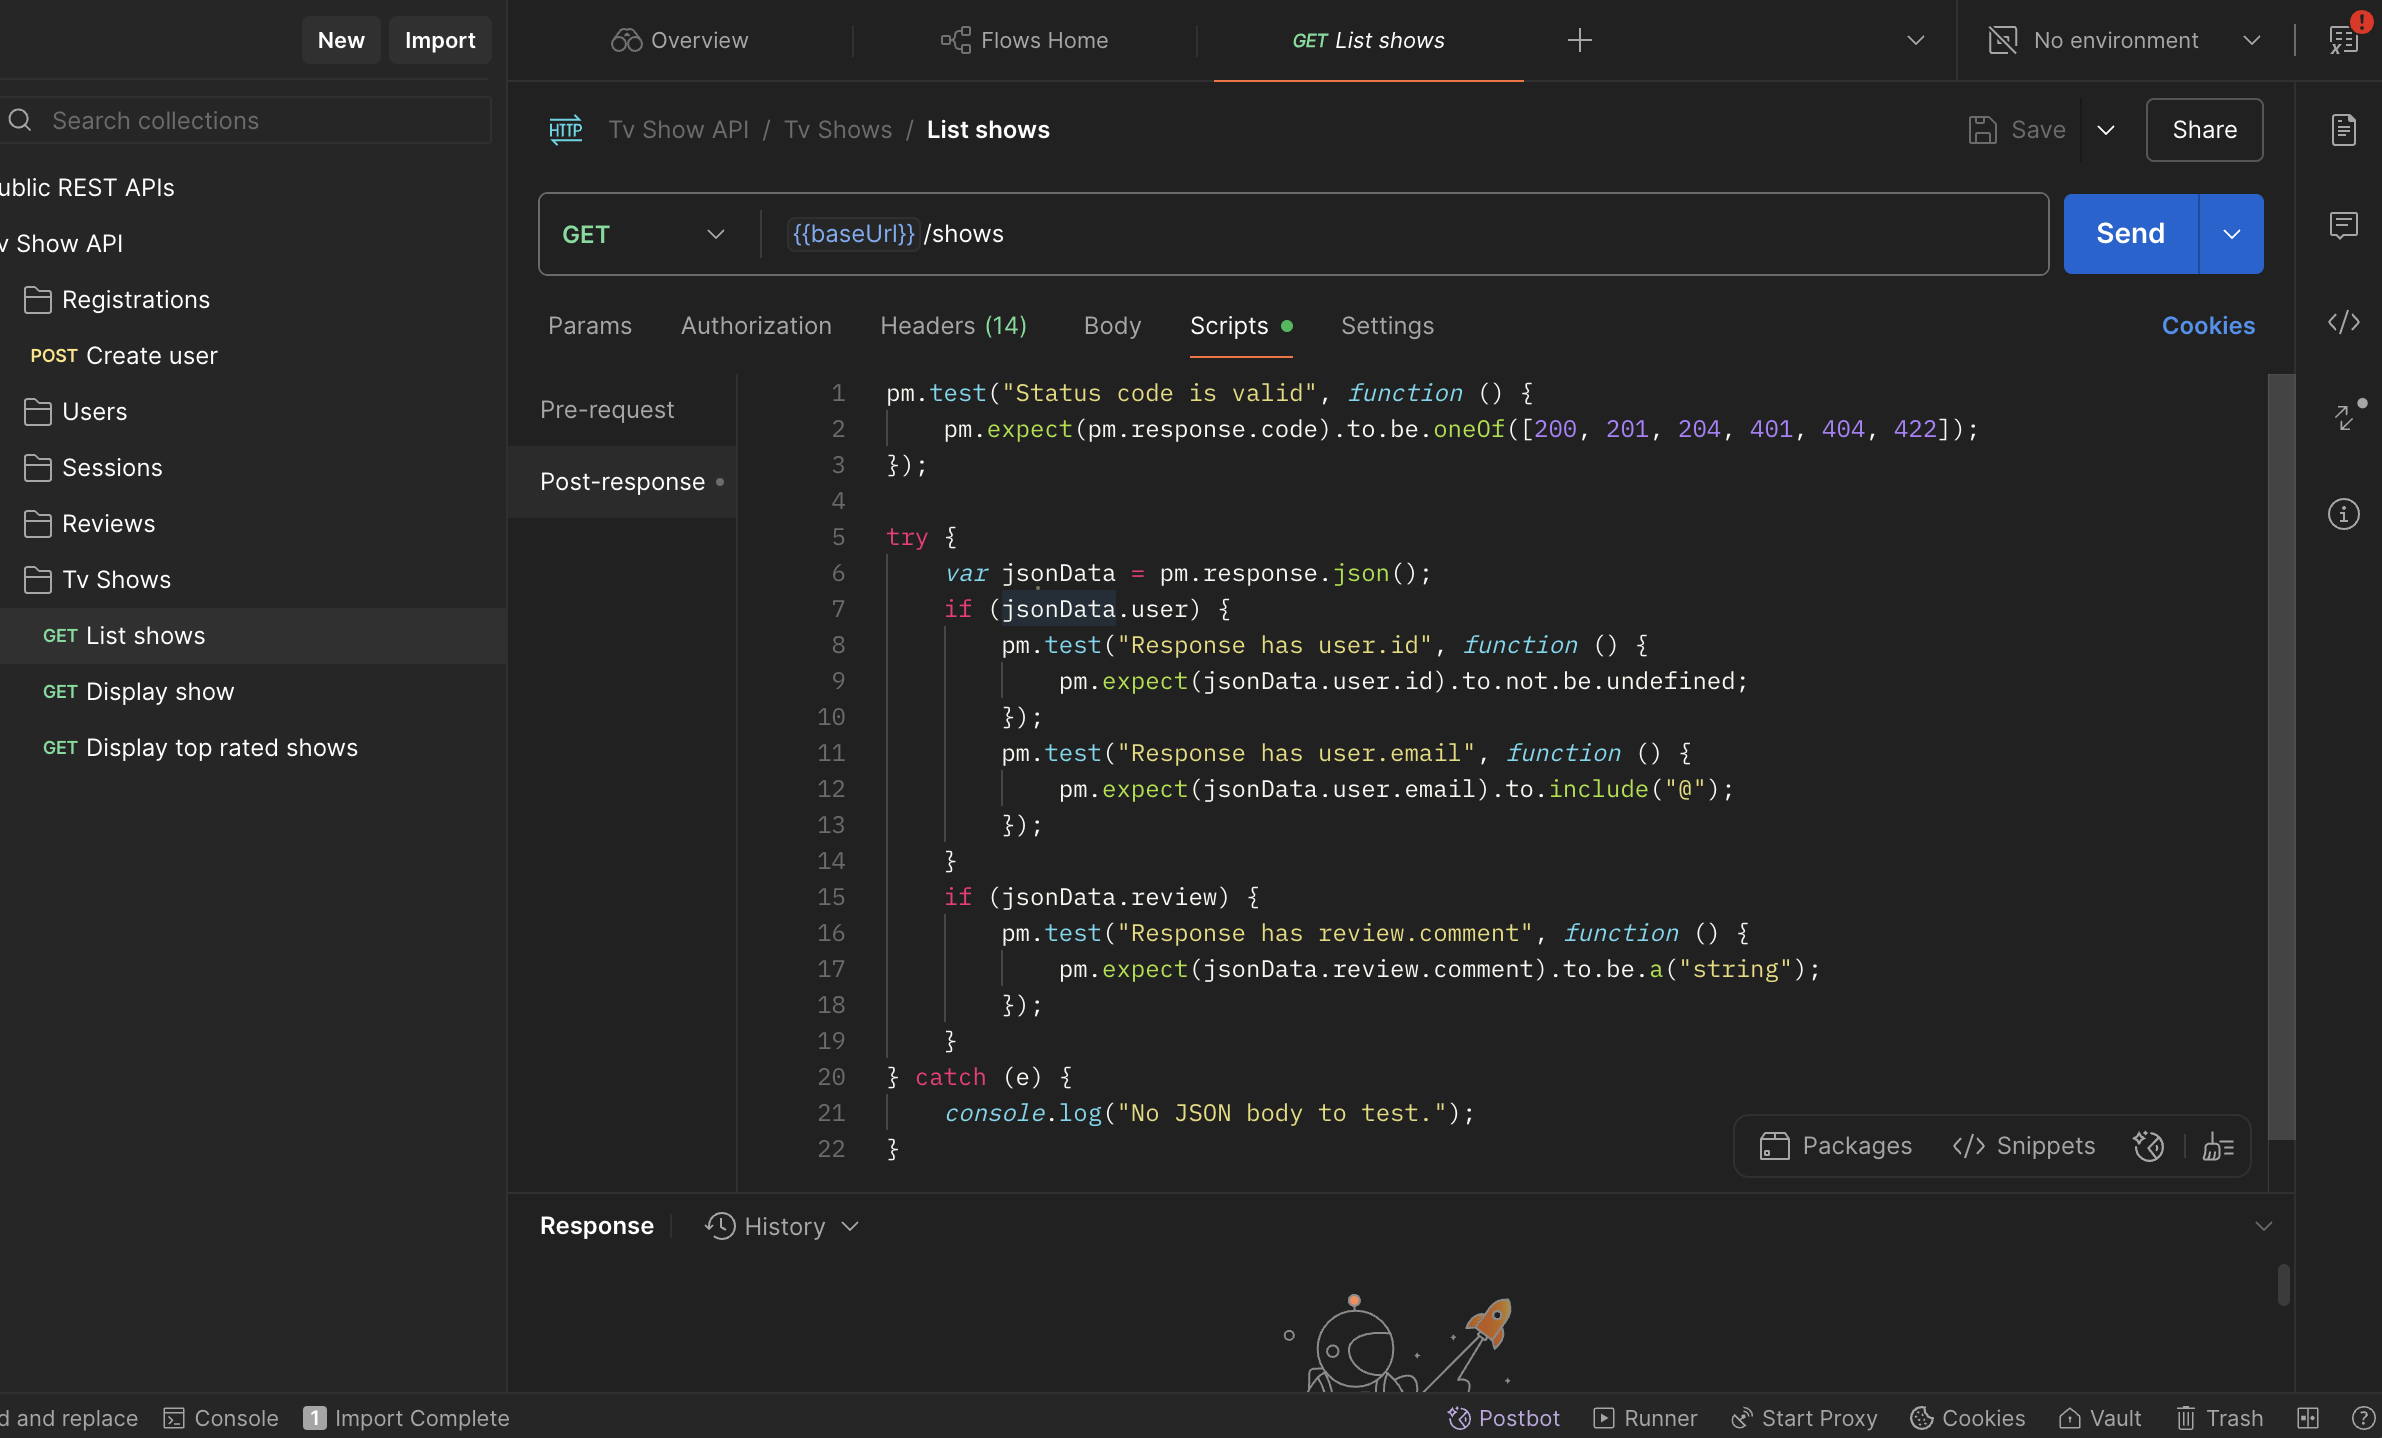 New Import
Overview
Flows Home
GET List shows
No environment
Search collections
Tv Show API / Tv Shows / List shows
Save
Share
ublic REST APIs
v Show API
Registrations
POST Create user
Users
Sessions
Reviews
Tv Shows
GET List shows
GET Display show
GET Display top rated shows
HTTP
GET
{{baseUrl}}/shows
Send
Params Authorization Headers (14) Body Scripts Settings Cookies
Pre-request
Post-response
1 pm.test("Status code is valid", function () {
2 pm.expect(pm.response.code).to.be.oneOf([200, 201, 204, 401, 404, 422]);
3 });
4
5 try {
6 var jsonData = pm.response.json();
7 if (jsonData.user) {
8 pm.test("Response has user.id", function () {
9 pm.expect(jsonData.user.id).to.not.be.undefined;
10 });
11 pm.test("Response has user.email", function () {
12 pm.expect(jsonData.user.email).to.include("@");
13 });
14 }
15 if (jsonData.review) {
16 pm.test("Response has review.comment", function () {
17 pm.expect(jsonData.review.comment).to.be.a("string");
18 });
19 }
20 } catch (e) {
21 console.log("No JSON body to test.");
22 }
Packages </> Snippets
Response History
d and replace Console 1 Import Complete Postbot Runner Start Proxy Cookies Vault Trash